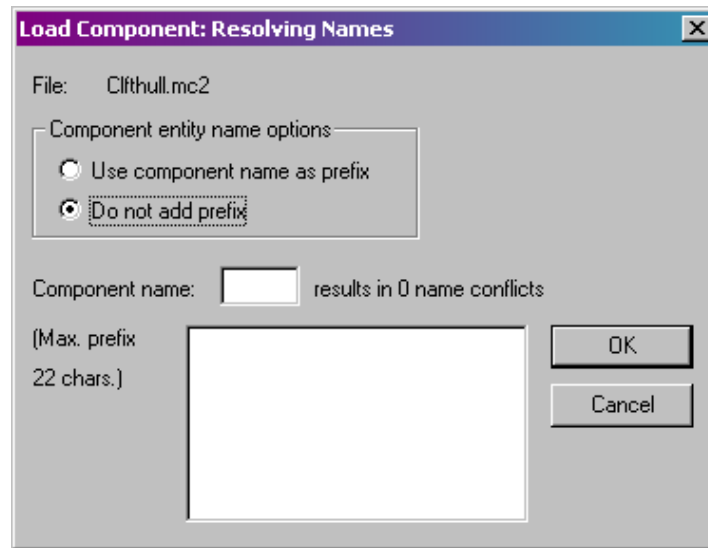 Load Component: Resolving Names
File: Clfthull.mc2
Component entity name options
Use component name as prefix
Do not add prefix
Component name: results in 0 name conflicts
(Max. prefix
22 chars.)
OK
Cancel